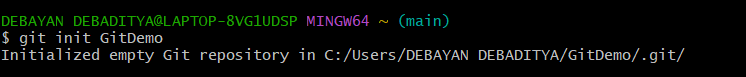 DEBAYAN DEBADITYA@LAPTOP-8VG1UDSP MINGW64 ~ (main)
$ git init GitDemo
Initialized empty Git repository in C:/Users/DEBAYAN DEBADITYA/GitDemo/.git/